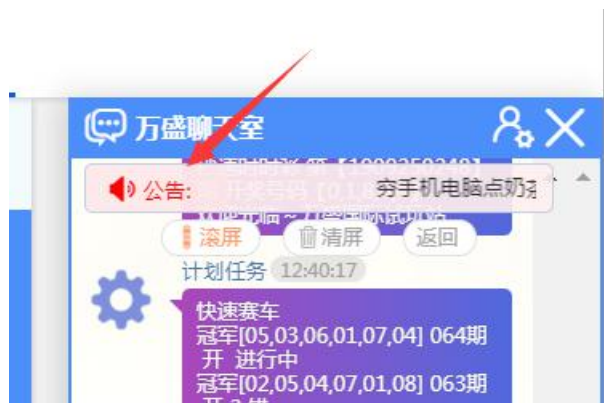 万盛聊天室
公告:
穷手机电脑点奶茶
滚屏
清屏
返回
计划任务 12:40:17
快速赛车
冠军[05,03,06,01,07,04] 064期
开 进行中
冠军[02,05,04,07,01,08] 063期